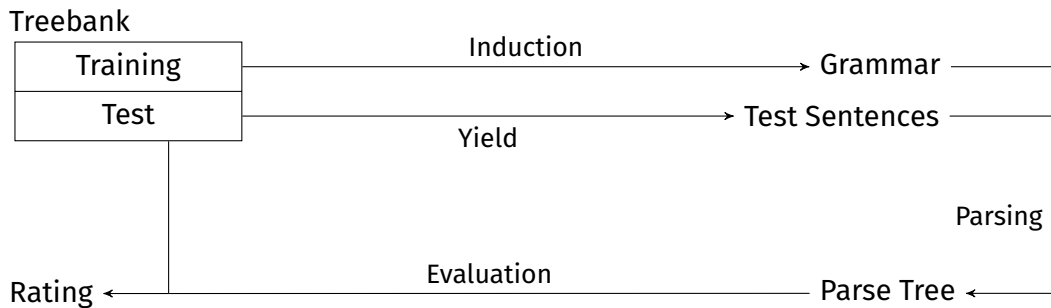 Treebank
Training
Induction
Grammar
Test
Yield
Test Sentences
Parsing
Rating
Evaluation
Parse Tree